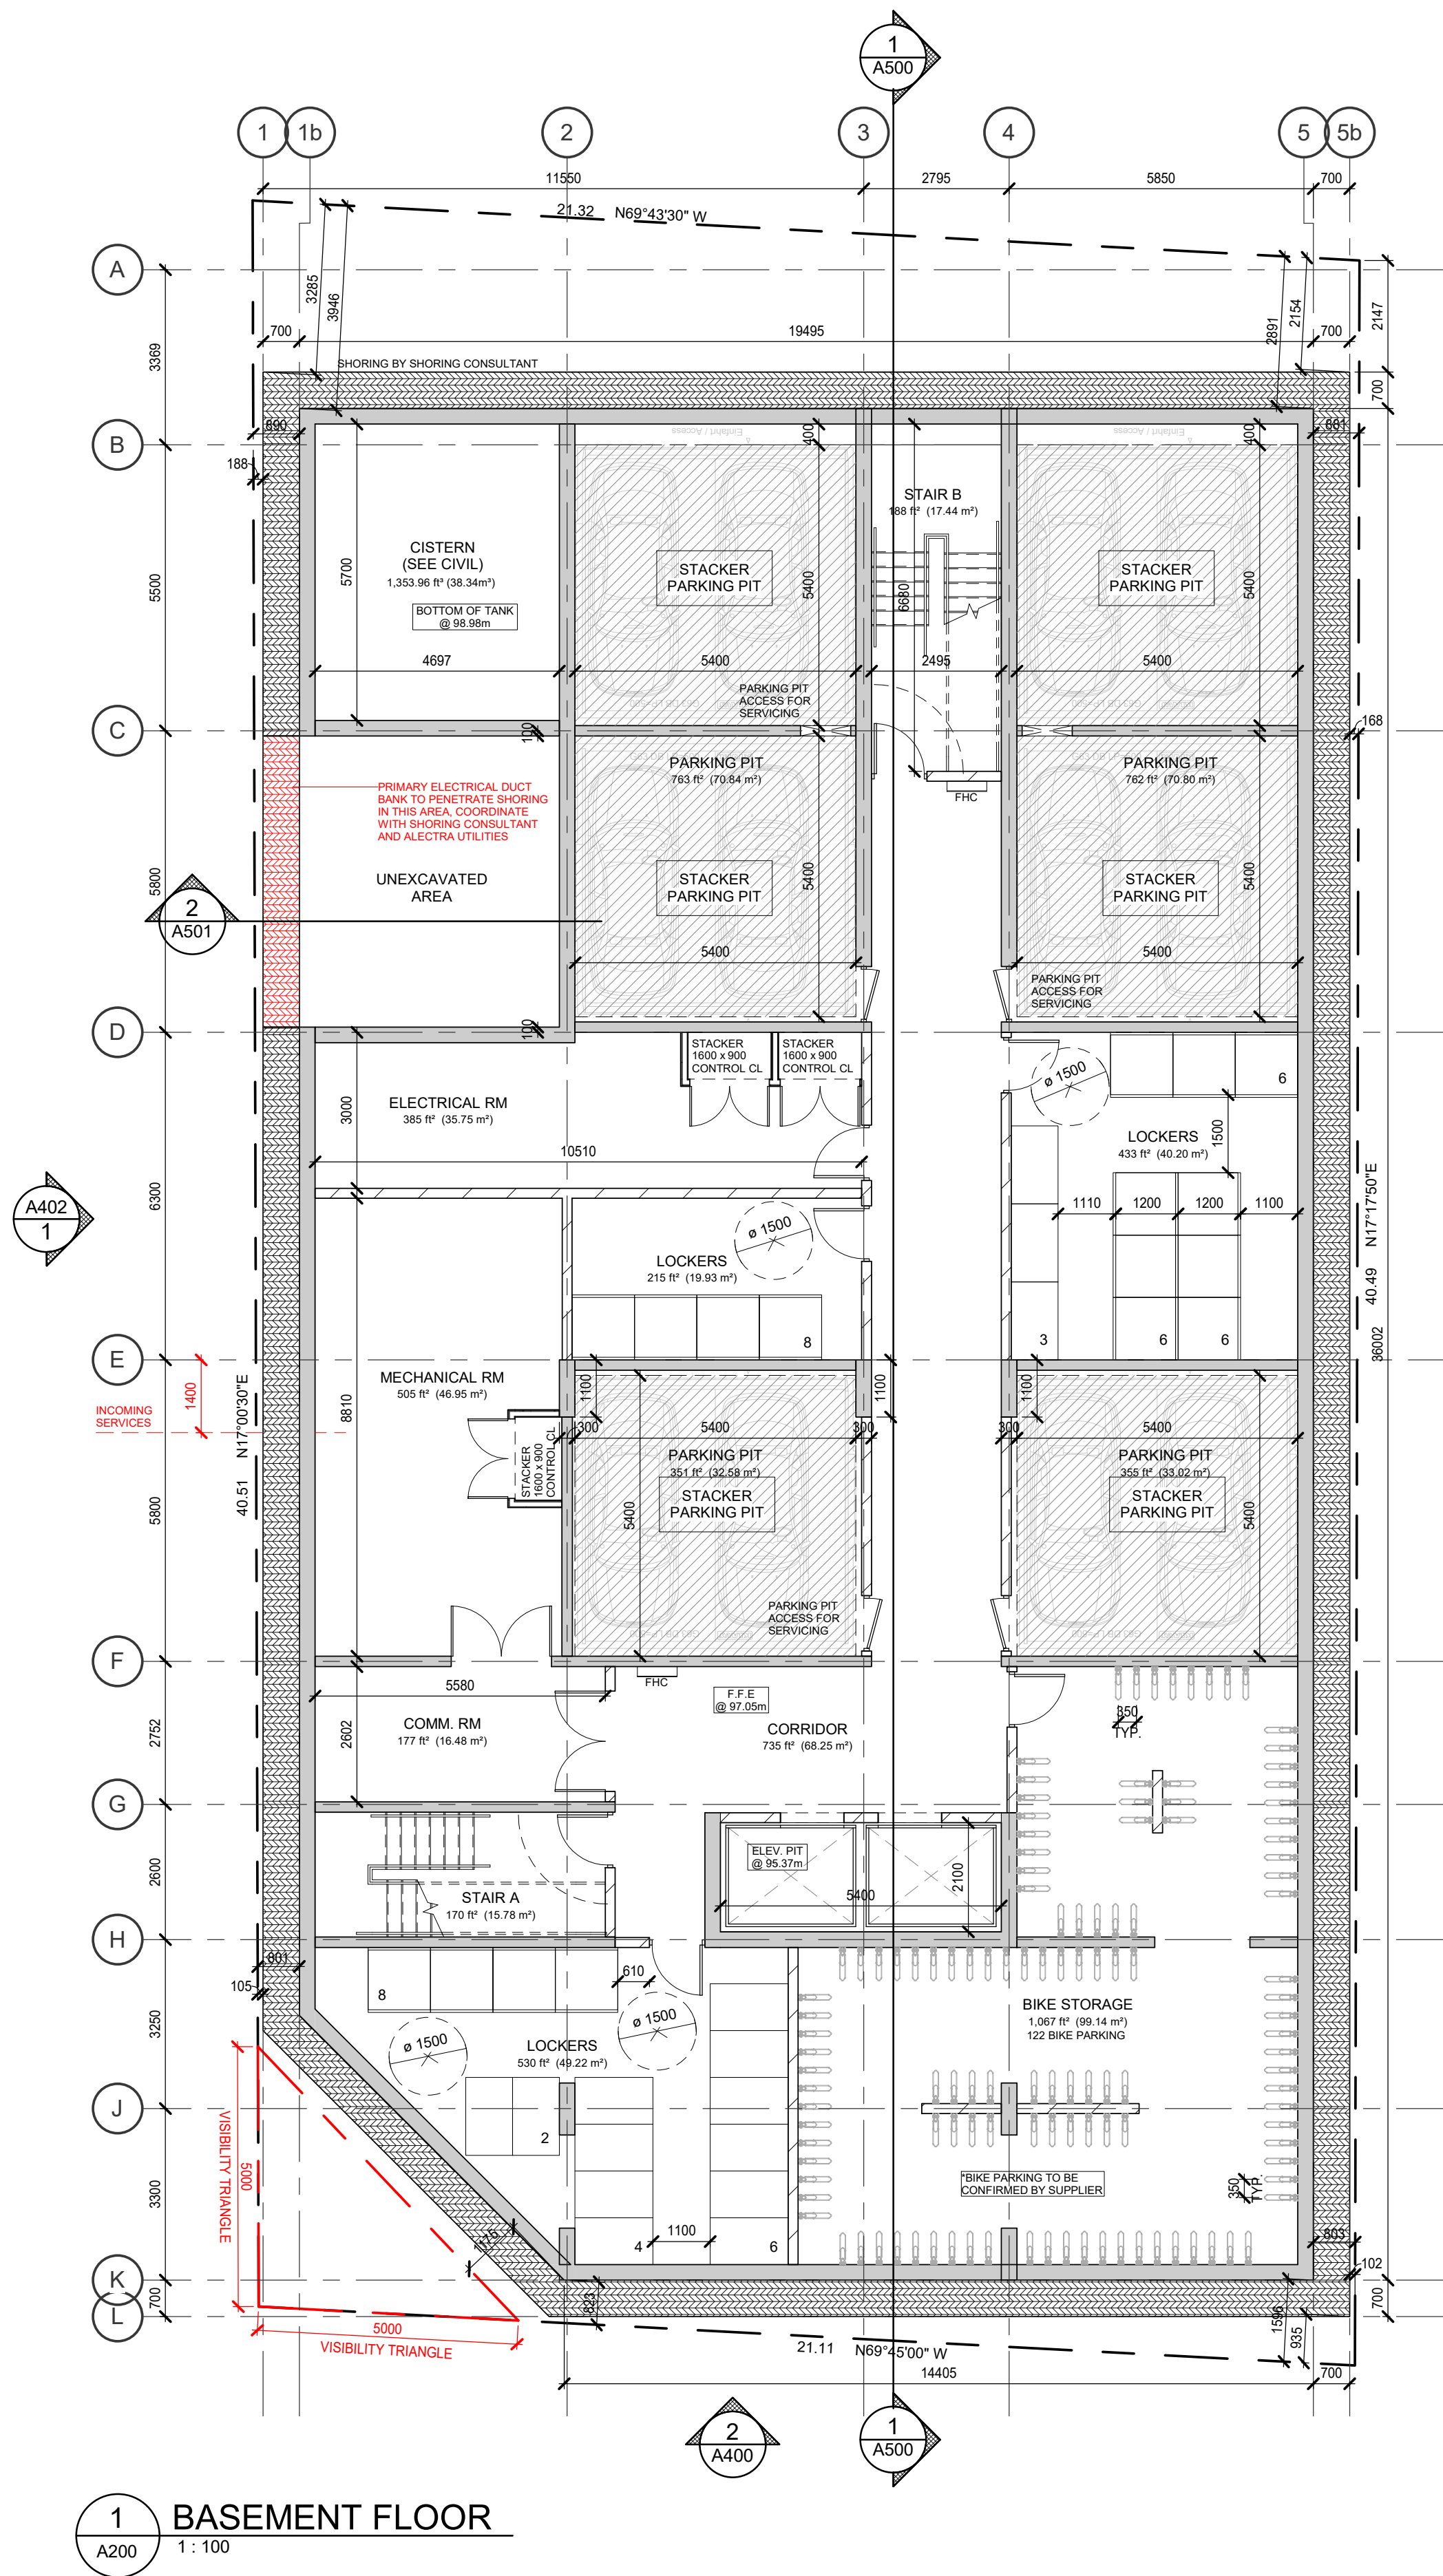 1
A500
1
1b
2
3
4
5
5b
11550
2795
5850
700
21.32
N69°43'30" W
A
3285
3946
2891
2154
2147
3369
700
19495
700
SHORING BY SHORING CONSULTANT
700
890
Einfahrt / Access
400
Einfahrt / Access
400
681
B
188
STAIR B
188 ft² (17.44 m²)
CISTERN
(SEE CIVIL)
1,353.96 ft³ (38.34m³)
BOTTOM OF TANK
@ 98.98m
5700
5500
STACKER
PARKING PIT
5400
6680
STACKER
PARKING PIT
5400
4697
5400
2495
5400
PARKING PIT
ACCESS FOR
SERVICING
C
100
168
PARKING PIT
763 ft² (70.84 m²)
PARKING PIT
762 ft² (70.80 m²)
FHC
PRIMARY ELECTRICAL DUCT
BANK TO PENETRATE SHORING
IN THIS AREA, COORDINATE
WITH SHORING CONSULTANT
AND ALECTRA UTILITIES
5800
UNEXCAVATED
AREA
STACKER
PARKING PIT
5400
STACKER
PARKING PIT
5400
2
A501
5400
5400
PARKING PIT
ACCESS FOR
SERVICING
D
100
STACKER
1600 x 900
CONTROL CL
STACKER
1600 x 900
CONTROL CL
ø 1500
6
ELECTRICAL RM
385 ft² (35.75 m²)
3000
LOCKERS
433 ft² (40.20 m²)
1500
10510
A402
1
6300
1110
1200
1200
1100
N17°17'50"E
40.49
36002
ø 1500
LOCKERS
215 ft² (19.93 m²)
8
3
6
6
E
1400
INCOMING
SERVICES
MECHANICAL RM
505 ft² (46.95 m²)
8810
1100
1100
1100
300
5400
300
300
5400
N17°00'30"E
40.51
STACKER
1600 x 900
CONTROL CL
PARKING PIT
351 ft² (32.58 m²)
STACKER
PARKING PIT
PARKING PIT
355 ft² (33.02 m²)
STACKER
PARKING PIT
5800
5400
5400
PARKING PIT
ACCESS FOR
SERVICING
F
FHC
5580
F.F.E
@ 97.05m
2752
2602
COMM. RM
177 ft² (16.48 m²)
CORRIDOR
735 ft² (68.25 m²)
350
TYP.
G
ELEV. PIT
@ 95.37m
2600
5400
2100
STAIR A
170 ft² (15.78 m²)
H
801
105
610
8
ø 1500
ø 1500
LOCKERS
530 ft² (49.22 m²)
BIKE STORAGE
1,067 ft² (99.14 m²)
122 BIKE PARKING
3250
J
2
VISIBILITY TRIANGLE
5000
3300
*BIKE PARKING TO BE
CONFIRMED BY SUPPLIER
350
TYP.
4
1100
6
803
K
102
700
L
823
1596
935
700
5000
VISIBILITY TRIANGLE
21.11
N69°45'00" W
14405
700
2
A400
1
A500
1
A200
BASEMENT FLOOR
1 : 100